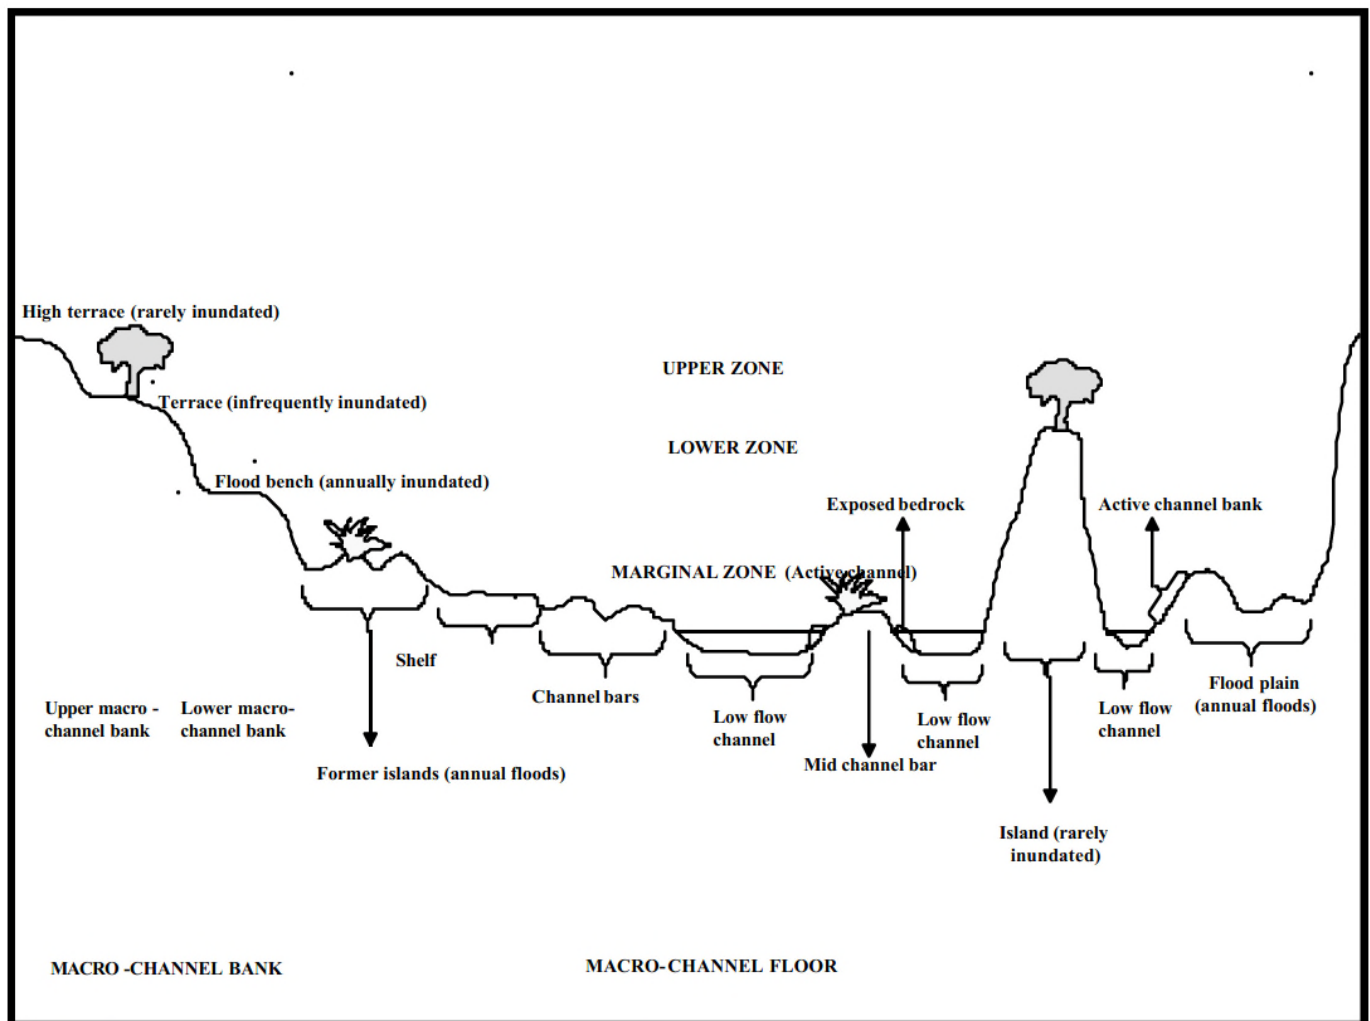 High terrace (rarely inundated)
UPPER ZONE
Terrace (infrequently inundated)
LOWER ZONE
Flood bench (annually inundated)
Exposed bedrock
Active channel bank
MARGINAL ZONE (Active channel)
Shelf
Channel bars
Flood plain
(annual floods)
Upper macro -
channel bank
Lower macro-
channel bank
Low flow
channel
Low flow
channel
Low flow
channel
Mid channel bar
Former islands (annual floods)
Island (rarely
inundated)
MACRO -CHANNEL BANK
MACRO-CHANNEL FLOOR